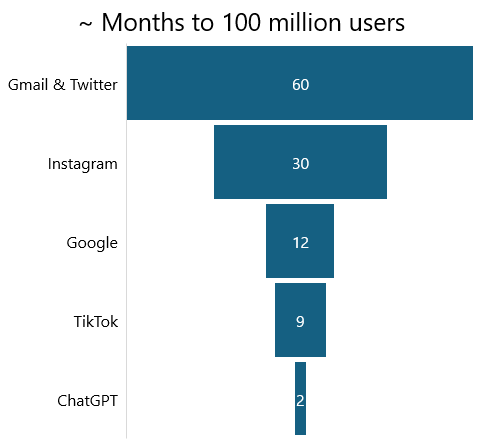 ~ Months to 100 million users
Gmail & Twitter 60
Instagram 30
Google 12
TikTok 9
ChatGPT 2